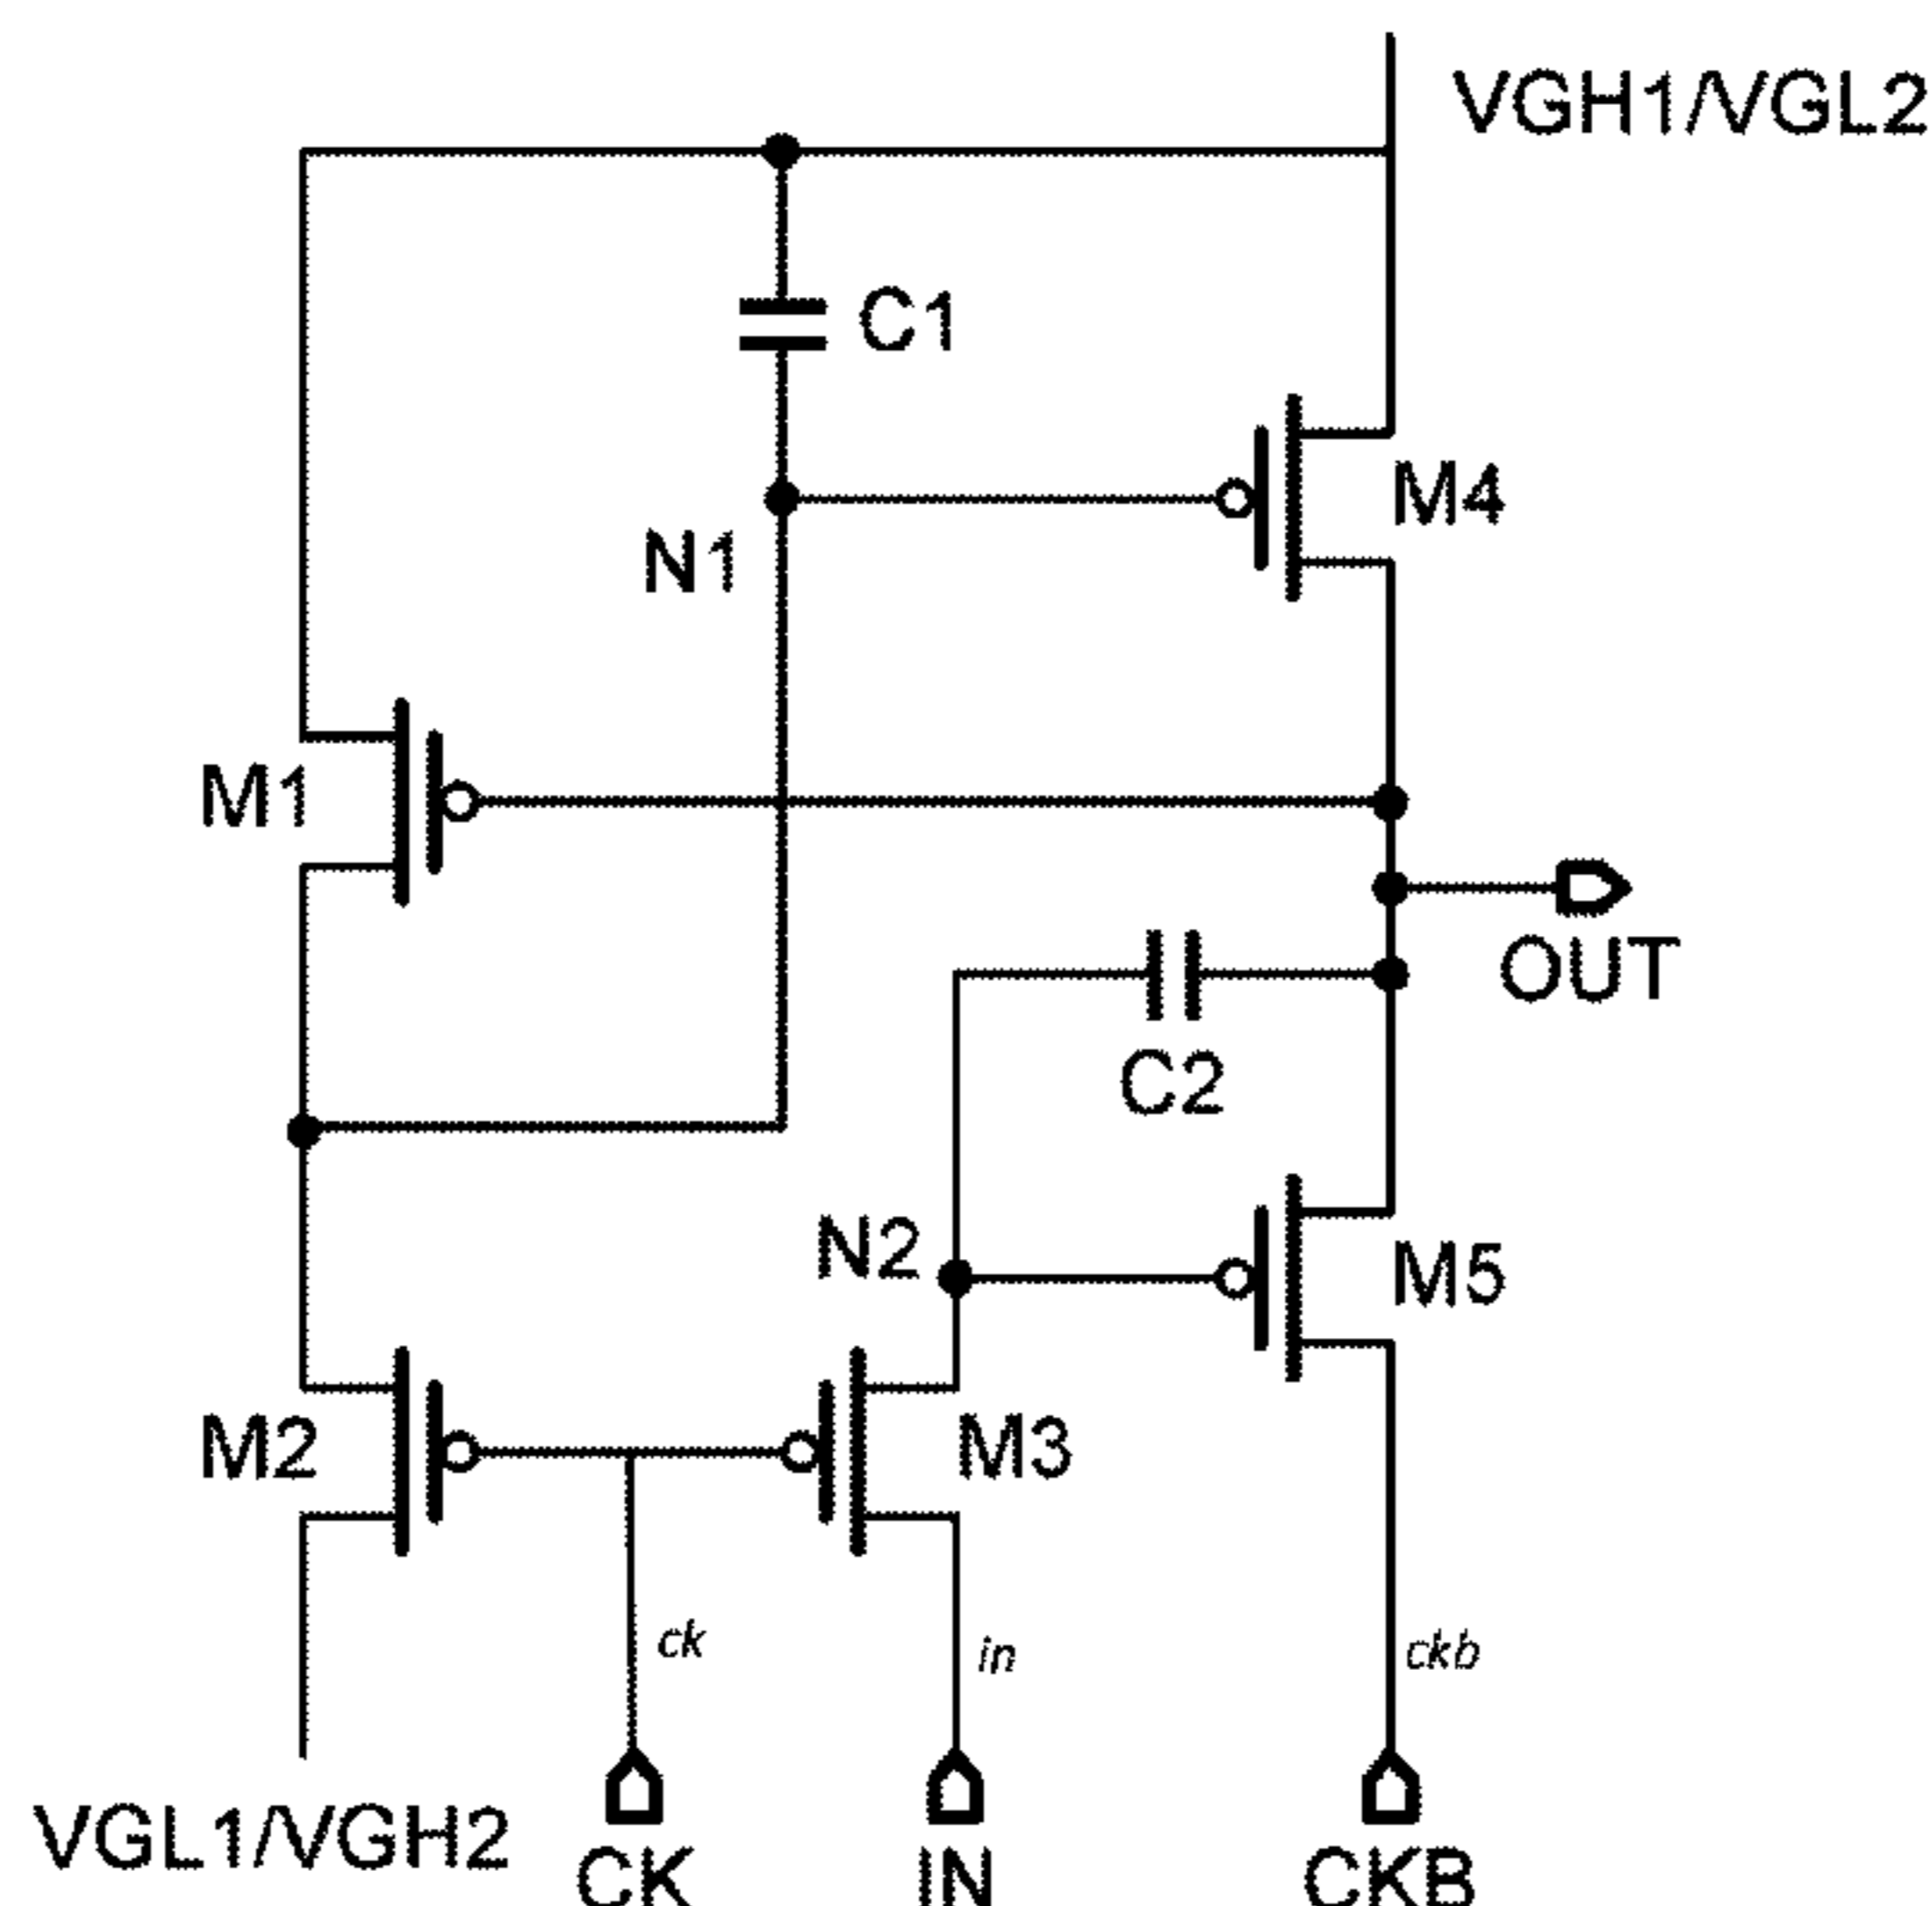 VGH1/VGL2
C1
M4
N1
M1
OUT
C2
N2
M5
M2
M3
ck
in
ckb
VGL1/VGH2
CK
IN
CKB